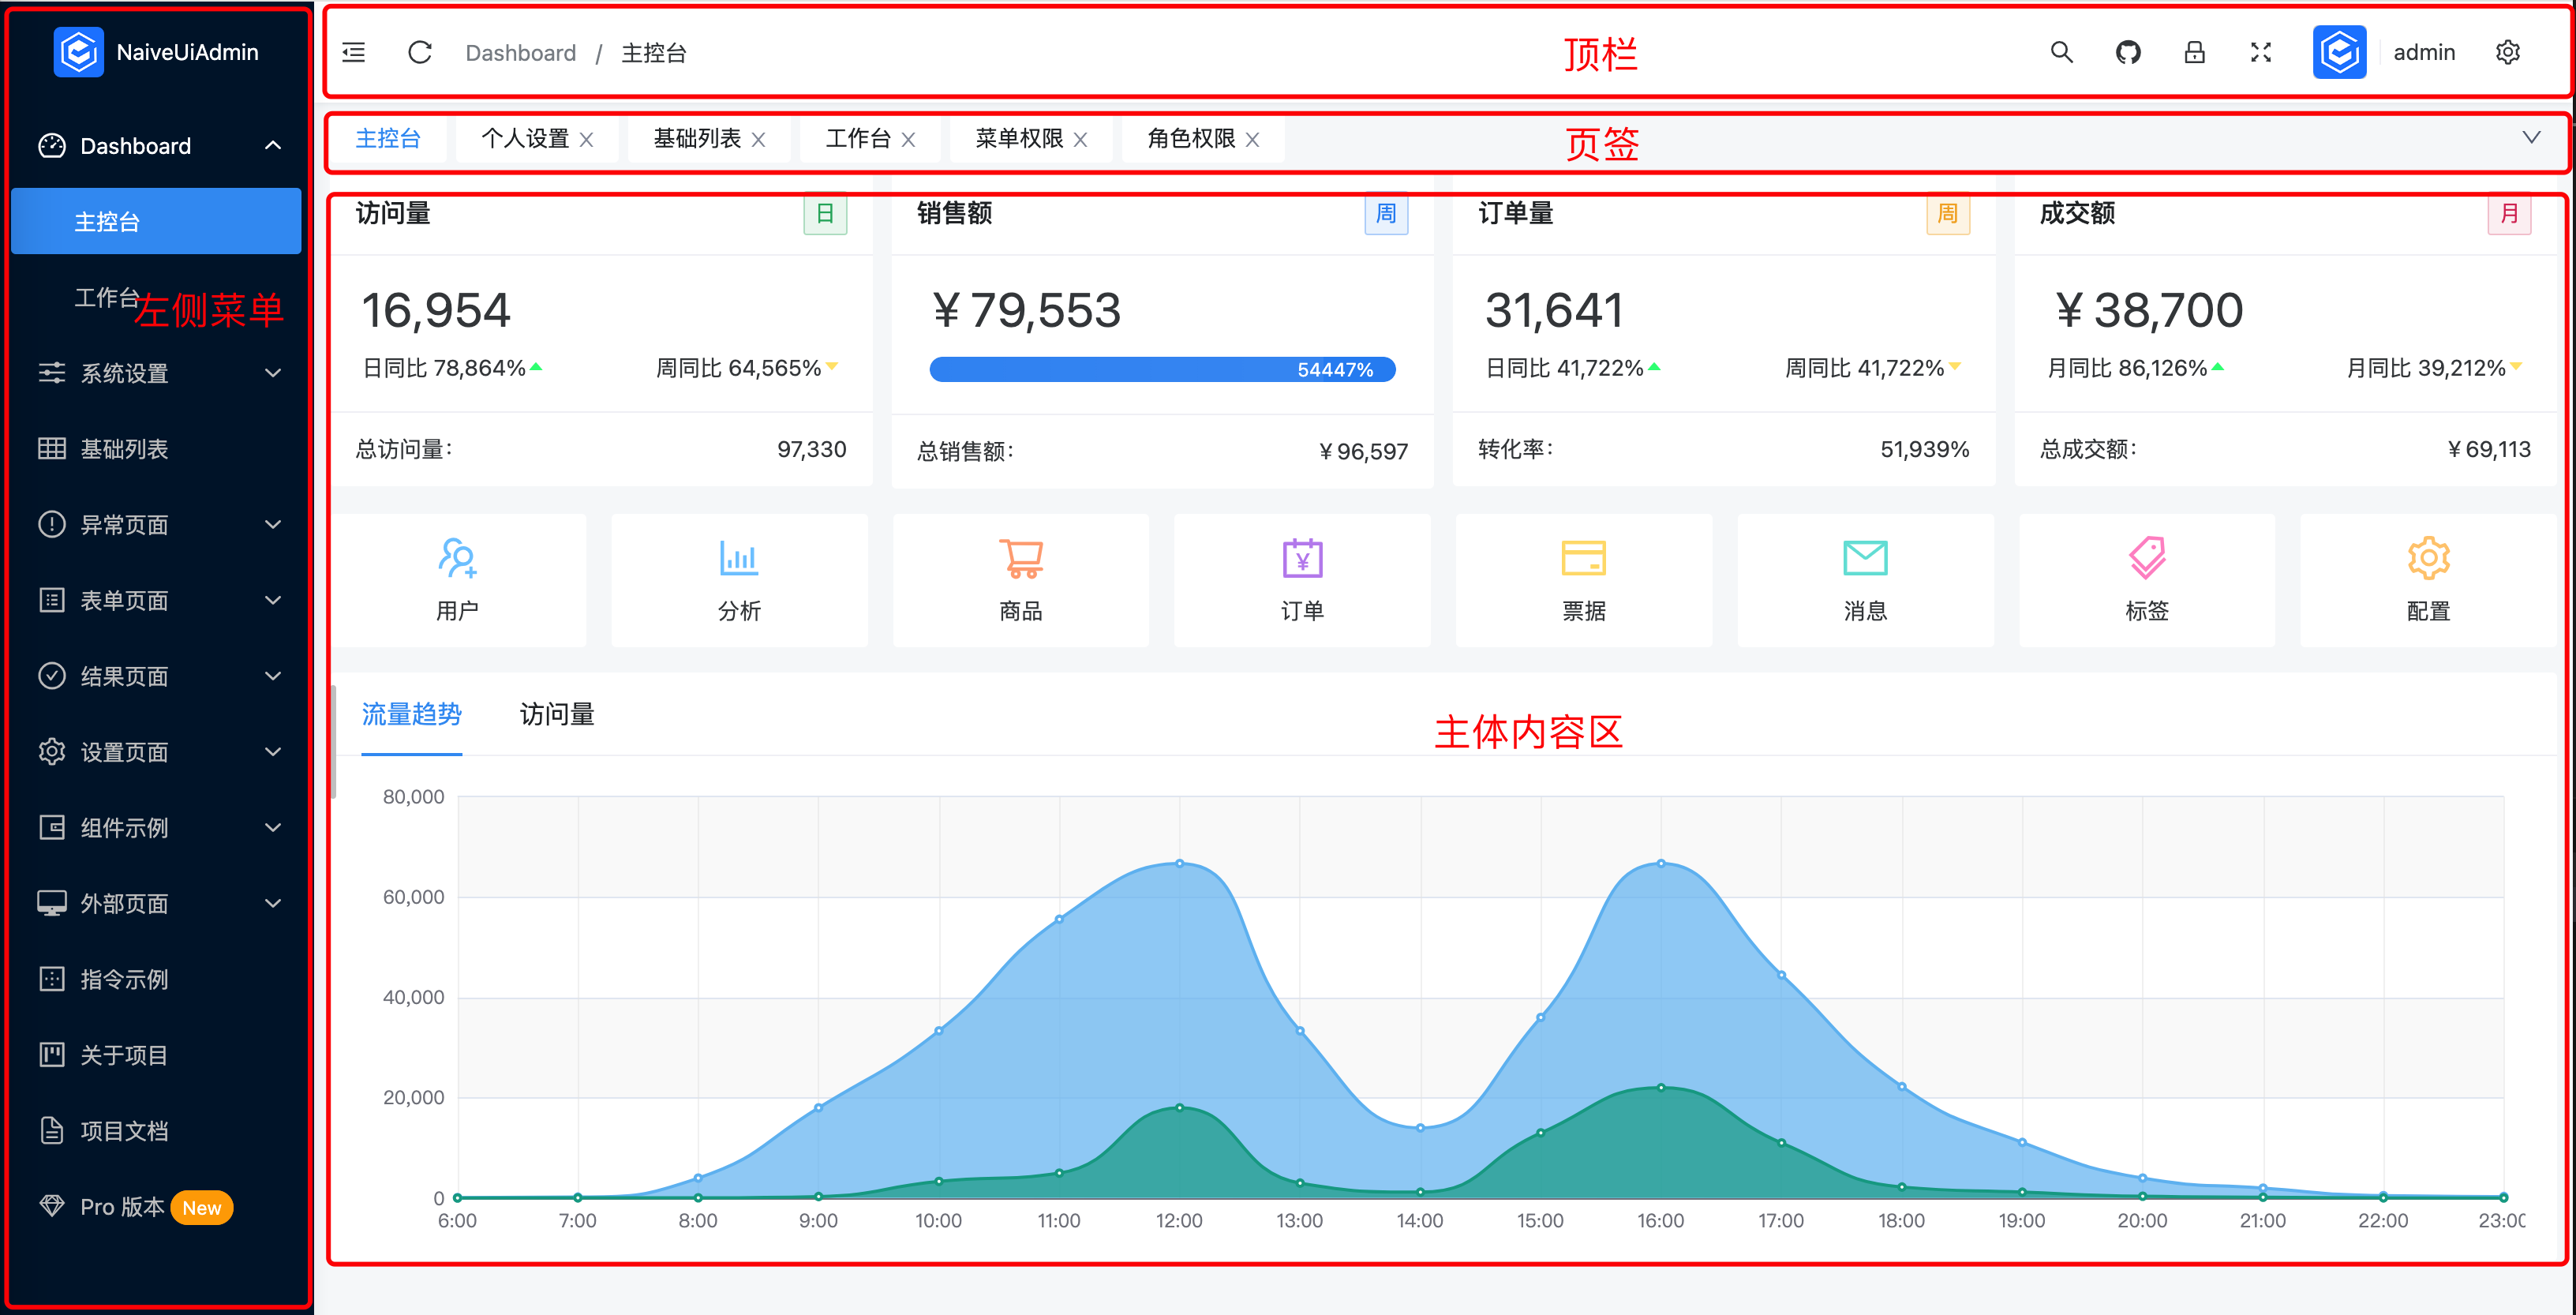 NaiveUiAdmin
Dashboard
主控台
工作台
左侧菜单
系统设置
基础列表
异常页面
表单页面
结果页面
设置页面
组件示例
外部页面
指令示例
关于项目
项目文档
Pro 版本 New
Dashboard / 主控台
顶栏
admin
主控台 个人设置 基础列表 工作台 菜单权限 角色权限
页签
访问量 日
16,954
日同比 78,864% 周同比 64,565%
总访问量: 97,330
销售额 周
¥79,553
54447%
总销售额: ¥96,597
订单量 周
31,641
日同比 41,722% 周同比 41,722%
转化率: 51,939%
成交额 月
¥38,700
月同比 86,126% 月同比 39,212%
总成交额: ¥69,113
用户 分析 商品 订单 票据 消息 标签 配置
流量趋势 访问量
主体内容区
80,000
60,000
40,000
20,000
0
6:00 7:00 8:00 9:00 10:00 11:00 12:00 13:00 14:00 15:00 16:00 17:00 18:00 19:00 20:00 21:00 22:00 23:00